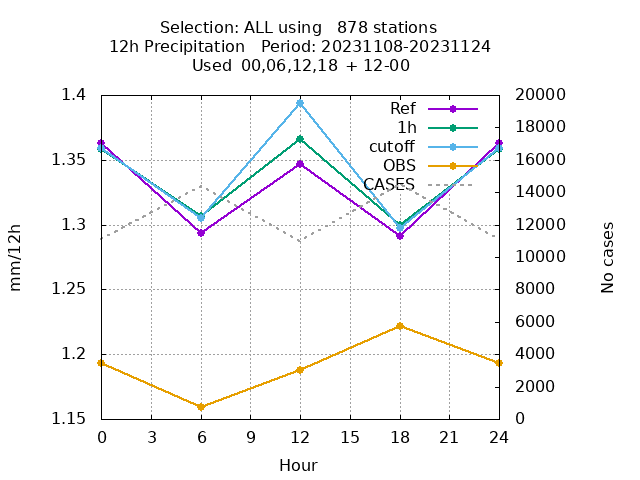 Selection: ALL using   878 stations
12h Precipitation   Period: 20231108-20231124
Used  00,06,12,18  + 12-00
1.4
1.35
1.3
1.25
1.2
1.15
mm/12h
Ref
1h
cutoff
OBS
CASES
20000
18000
16000
14000
12000
10000
8000
6000
4000
2000
0
No cases
0 3 6 9 12 15 18 21 24
Hour